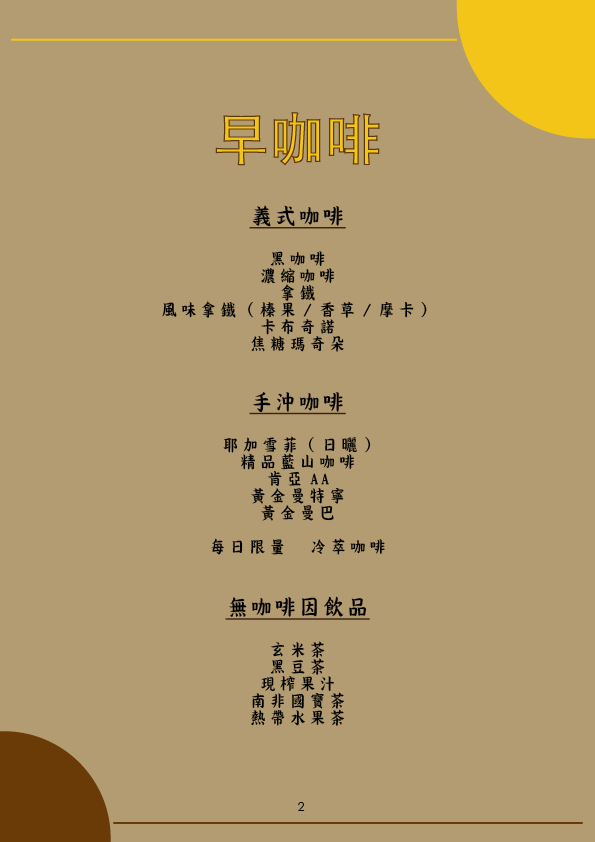 早咖啡
義式咖啡
黑咖啡
濃縮咖啡
拿鐵
風味拿鐵(榛果/香草/摩卡)
卡布奇諾
焦糖瑪奇朵
手沖咖啡
耶加雪菲(日曬)
精品藍山咖啡
肯亞AA
黃金曼特寧
黃金曼巴
每日限量 冷萃咖啡
無咖啡因飲品
玄米茶
黑豆茶
現榨果汁
南非國寶茶
熱帶水果茶
2